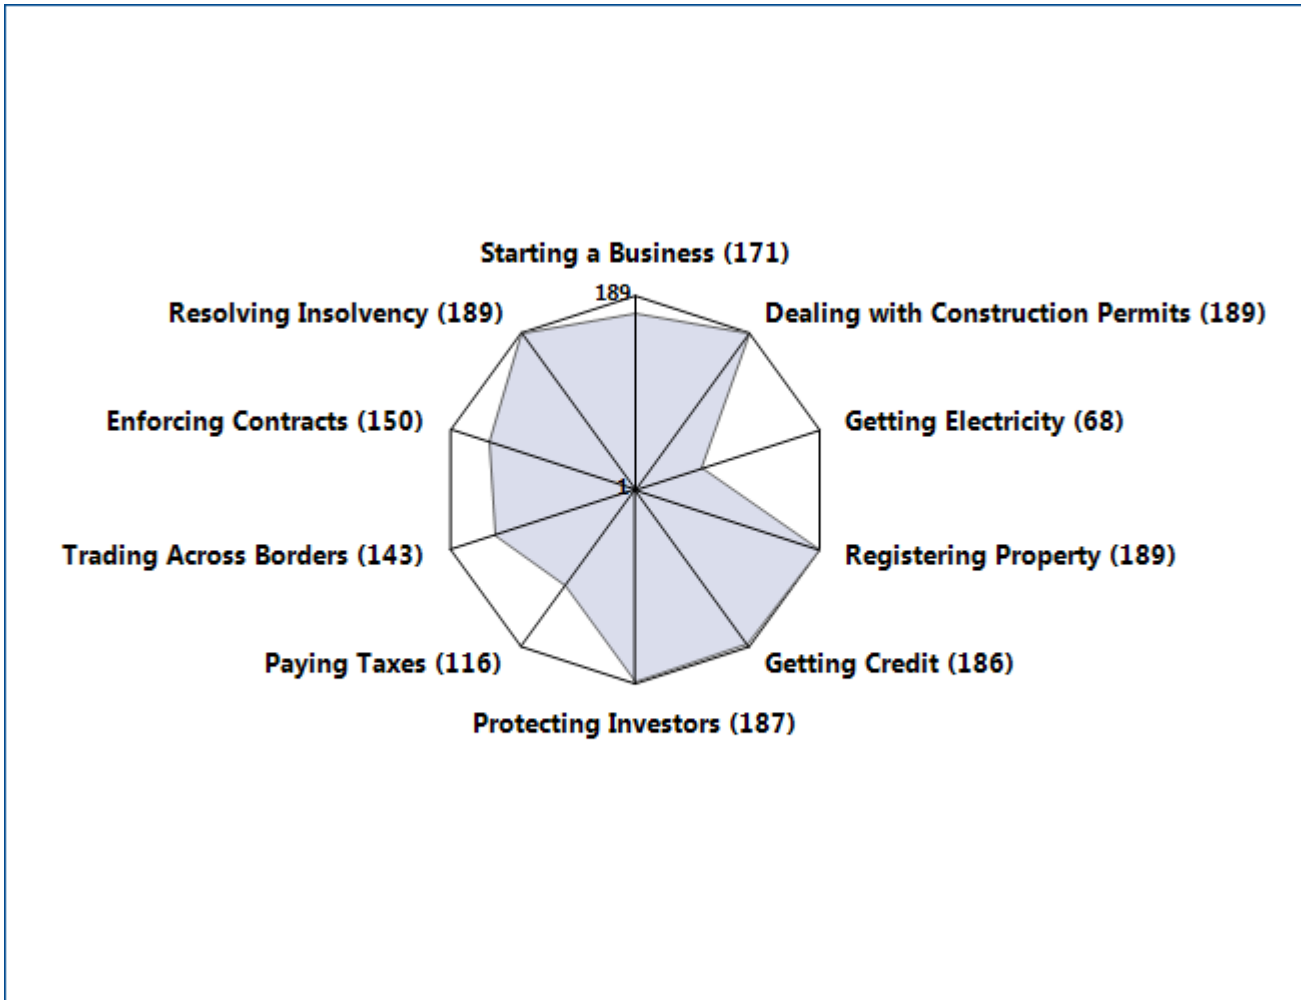 Starting a Business (171)
189
Resolving Insolvency (189)
Dealing with Construction Permits (189)
Enforcing Contracts (150)
Getting Electricity (68)
1
Trading Across Borders (143)
Registering Property (189)
Paying Taxes (116)
Getting Credit (186)
Protecting Investors (187)